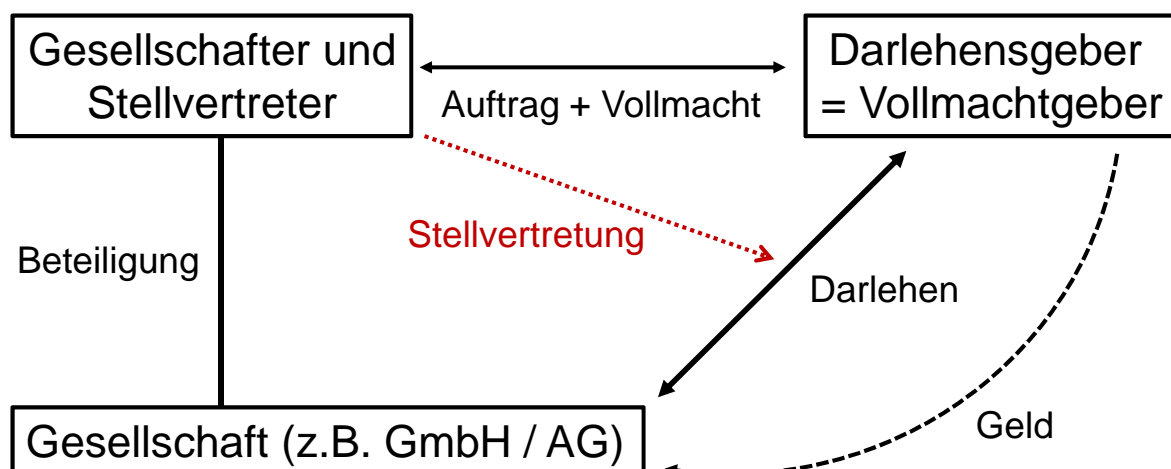 Gesellschafter und
Stellvertreter
Darlehensgeber
= Vollmachtgeber
Auftrag + Vollmacht
Stellvertretung
Beteiligung
Darlehen
Geld
Gesellschaft (z.B. GmbH / AG)